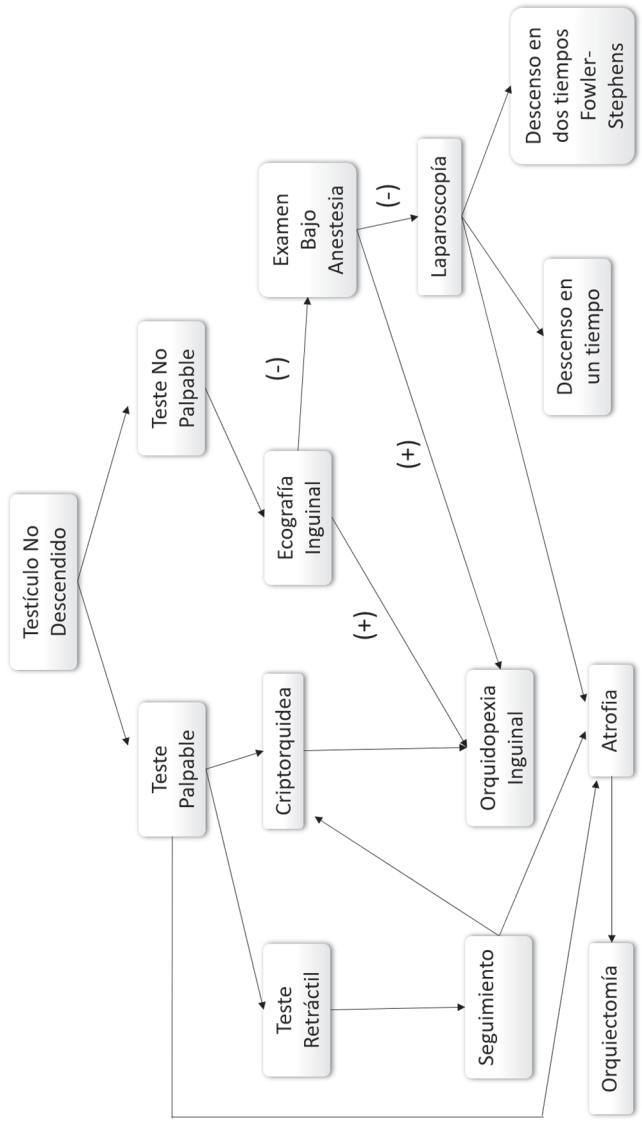 Testículo No
Descendido
Teste
Palpable
Teste No
Palpable
Teste
Retráctil
Criptorquidea
Ecografía
Inguinal
(-)
Examen
Bajo
Anestesia
(+)
(+)
(-)
Seguimiento
Orquidopexia
Inguinal
Laparoscopía
Orquiectomía
Atrofia
Descenso en
un tiempo
Descenso en
dos tiempos
Fowler-
Stephens